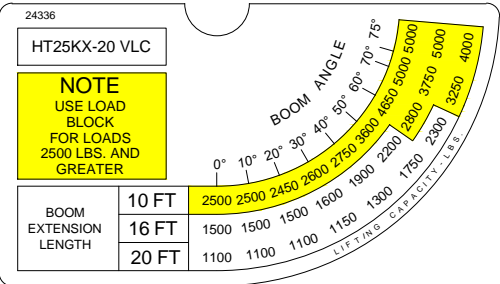 24336
HT25KX-20 VLC
NOTE
USE LOAD
BLOCK
FOR LOADS
2500 LBS. AND
GREATER
BOOM ANGLE
0° 10° 20° 30° 40° 50° 60° 70° 75°
BOOM
EXTENSION
LENGTH
10 FT 2500 2500 2450 2600 2750 3600 4650 5000 5000
16 FT 1500 1500 1500 1600 1900 2200 2800 3750 5000
20 FT 1100 1100 1100 1150 1300 1750 2300 3250 4000
LIFTING CAPACITY - LBS.